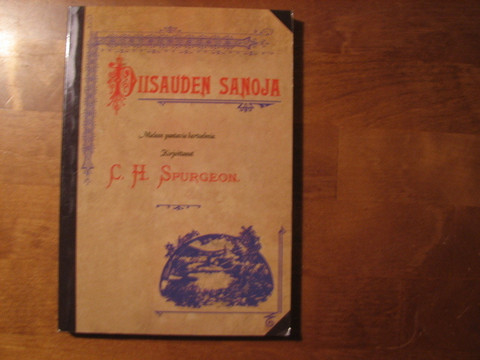 VIISAUDEN SANOJA
Kirjoittanut
C. H. SPURGEON.